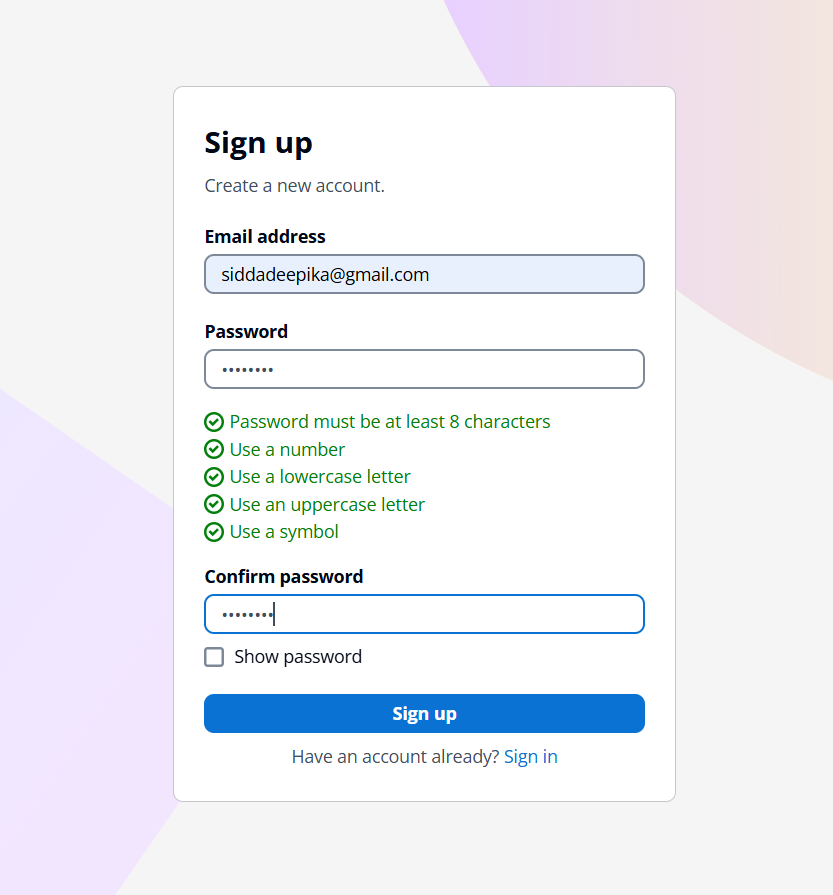 Sign up
Create a new account.
Email address
siddadeepika@gmail.com
Password
••••••••
Password must be at least 8 characters
Use a number
Use a lowercase letter
Use an uppercase letter
Use a symbol
Confirm password
••••••••
Show password
Sign up
Have an account already? Sign in